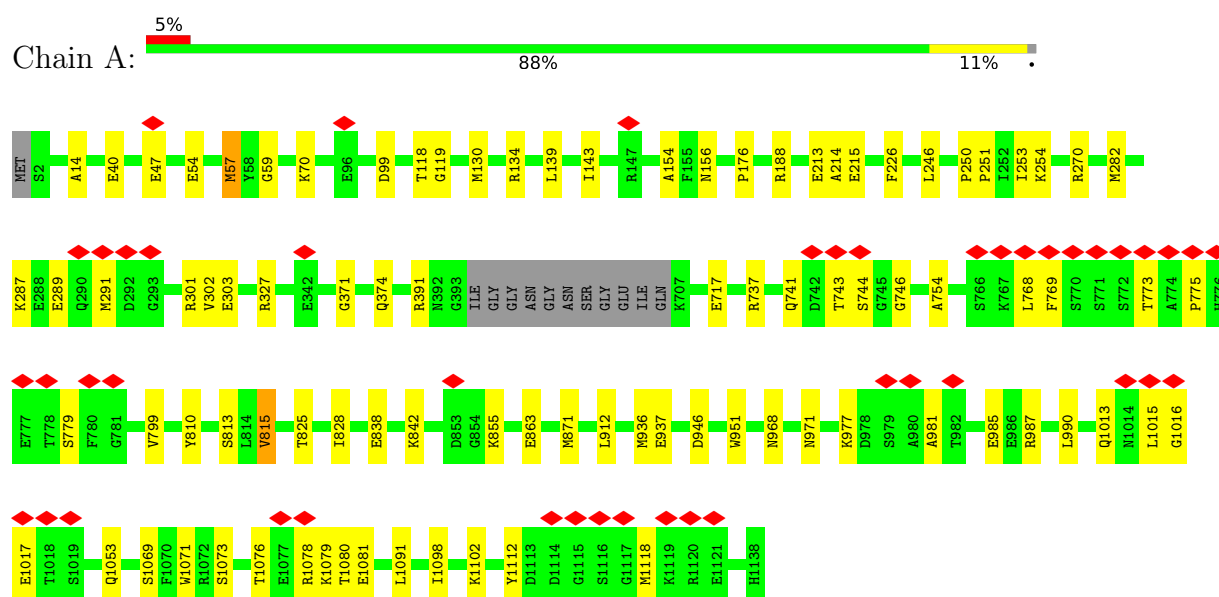 5%
Chain A:
88% 11% •
MET S2 A14 E40 E47 E54 M57 Y58 G59 K70 E96 D99 T118 G119 M130 R134 L139 I143 R147 A154 F155 N156 P176 R188 E213 A214 E215 F226 L246 P250 P251 I252 I253 K254 R270 M282
K287 E288 E289 Q290 M291 D292 G293 R301 V302 E303 R327 E342 G371 Q374 R391 N392 G393 ILE GLY GLY ASN GLY ASN SER GLY GLU ILE GLN K707 E717 R737 Q741 D742 T743 S744 G745 G746 A754 S766 K767 L768 F769 S770 S771 S772 T773 A774 P775
E777 T778 S779 F780 G781 V799 Y810 S813 L814 V815 T825 I828 E838 K842 D853 G854 K855 E863 M871 L912 M936 E937 D946 W951 N968 N971 K977 D978 S979 A980 A981 T982 E985 E986 R987 L990 Q1013 N1014 L1015 G1016
E1017 T1018 S1019 Q1053 S1069 F1070 W1071 R1072 S1073 T1076 E1077 R1078 K1079 T1080 E1081 L1091 I1098 K1102 Y1112 D1113 D1114 G1115 S1116 G1117 M1118 K1119 R1120 E1121 H1138